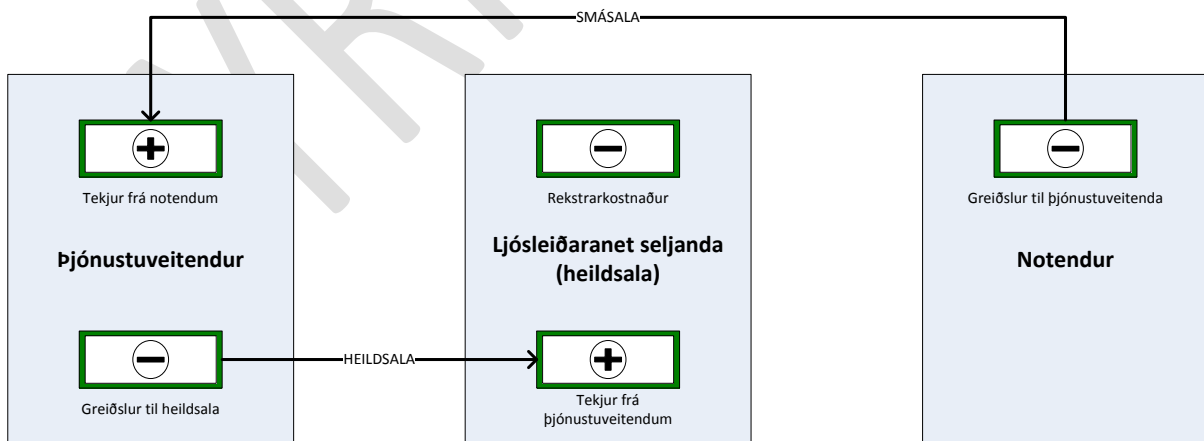 SMÁSALA
Tekjur frá notendum
Þjónustuveitendur
Greiðslur til heildsala
HEILDSALA
Rekstrarkostnaður
Ljósleiðaranet seljanda
(heildsala)
Tekjur frá
þjónustuveitendum
Greiðslur til þjónustuveitenda
Notendur